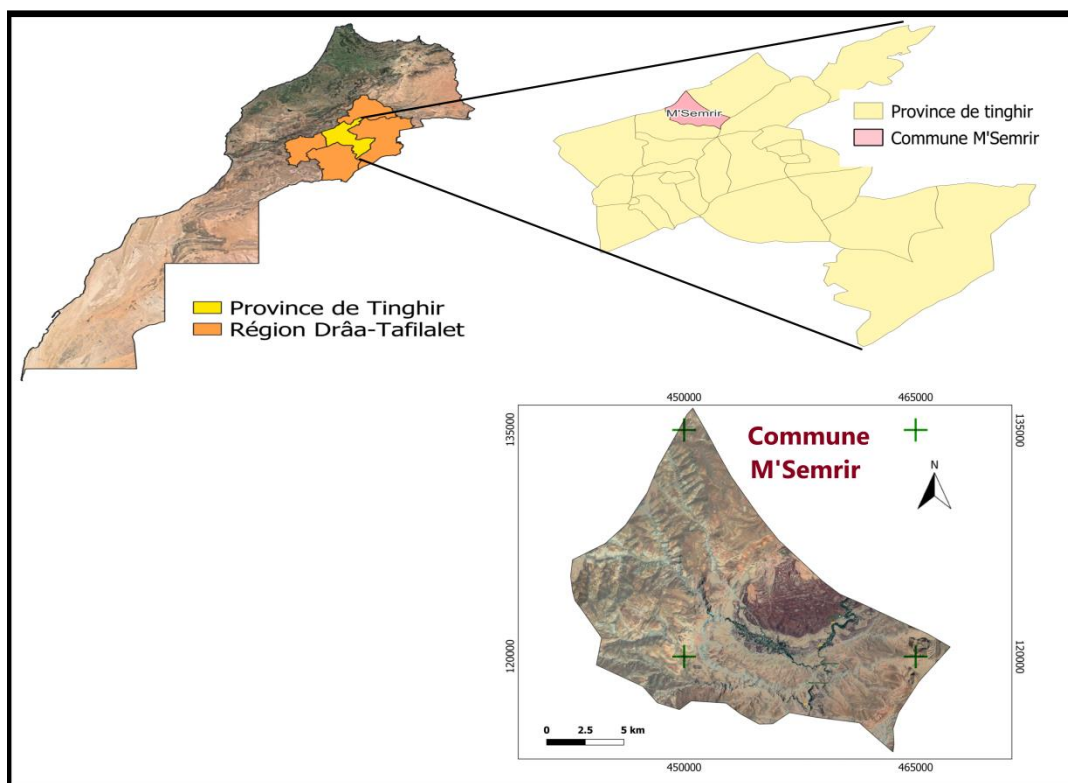 M'Semrir
Province de tinghir
Commune M'Semrir
Province de Tinghir
Région Drâa-Tafilalet
450000
465000
135000
135000
Commune
M'Semrir
N
120000
120000
0 2.5 5 km
450000
465000